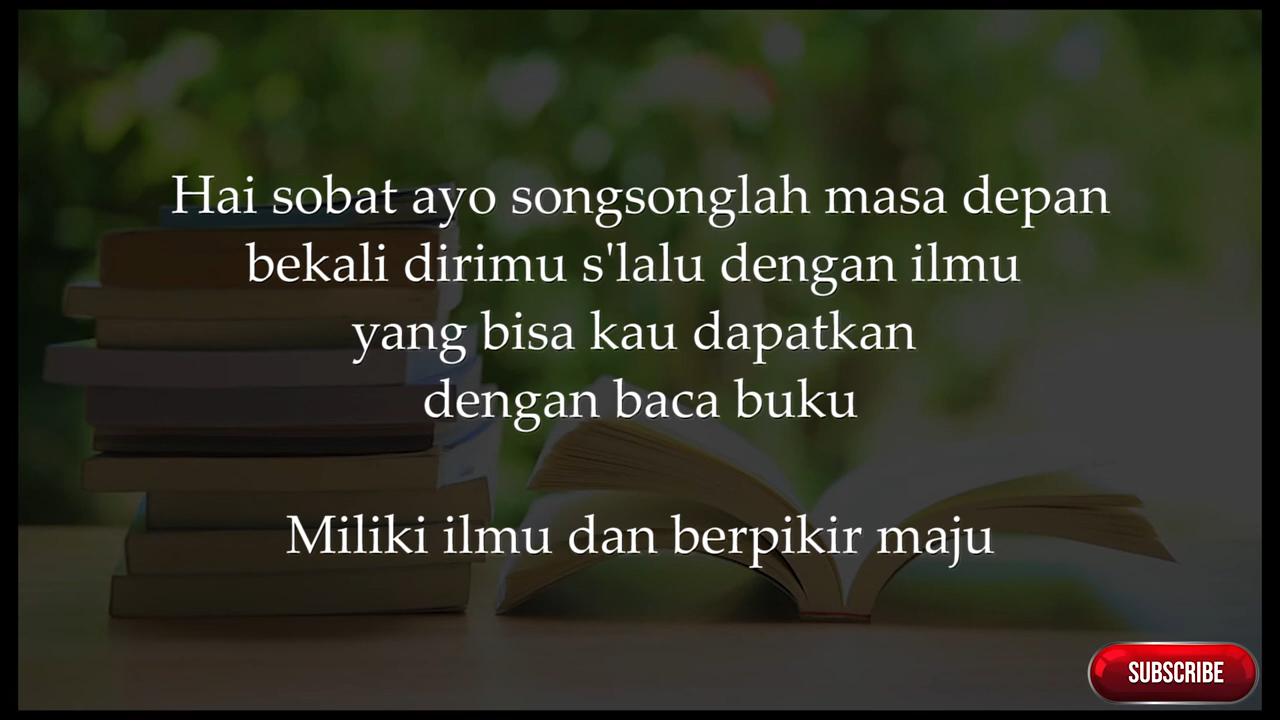 Hai sobat ayo songsonglah masa depan
bekali dirimu s'lalu dengan ilmu
yang bisa kau dapatkan
dengan baca buku
Miliki ilmu dan berpikir maju
SUBSCRIBE